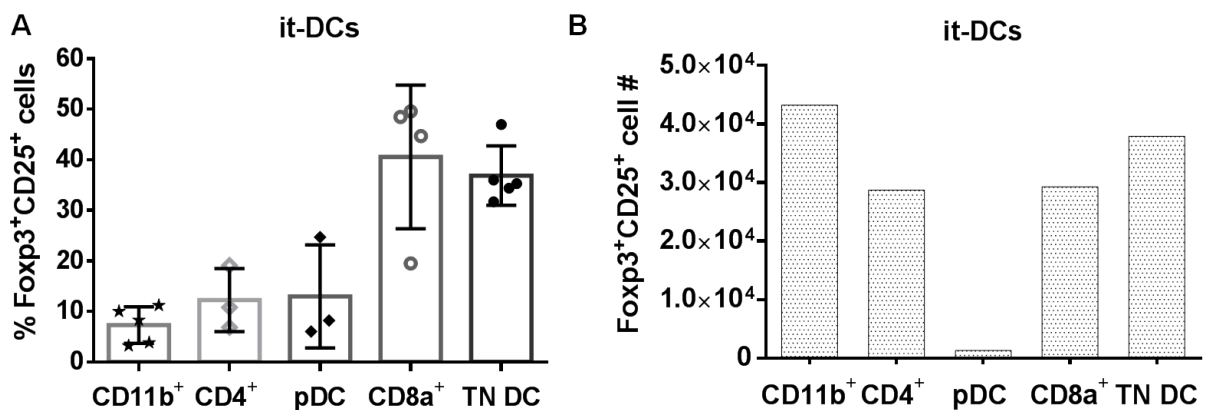 A
it-DCs
% Foxp3⁺CD25⁺ cells
60
50
40
30
20
10
0
CD11b⁺ CD4⁺ pDC CD8a⁺ TN DC
B
it-DCs
Foxp3⁺CD25⁺ cell #
5.0×10⁴
4.0×10⁴
3.0×10⁴
2.0×10⁴
1.0×10⁴
0
CD11b⁺ CD4⁺ pDC CD8a⁺ TN DC